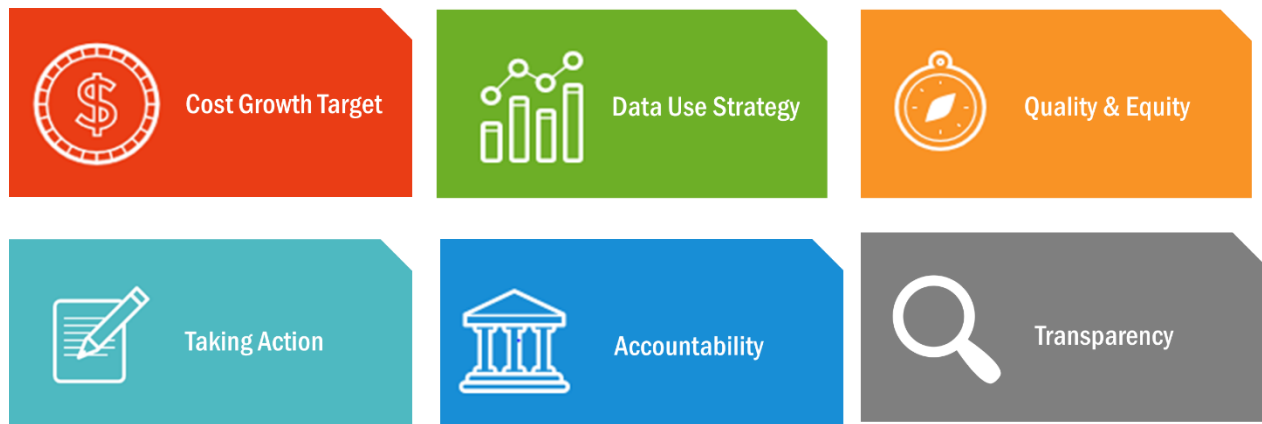 Cost Growth Target
Data Use Strategy
Quality & Equity
Taking Action
Accountability
Transparency